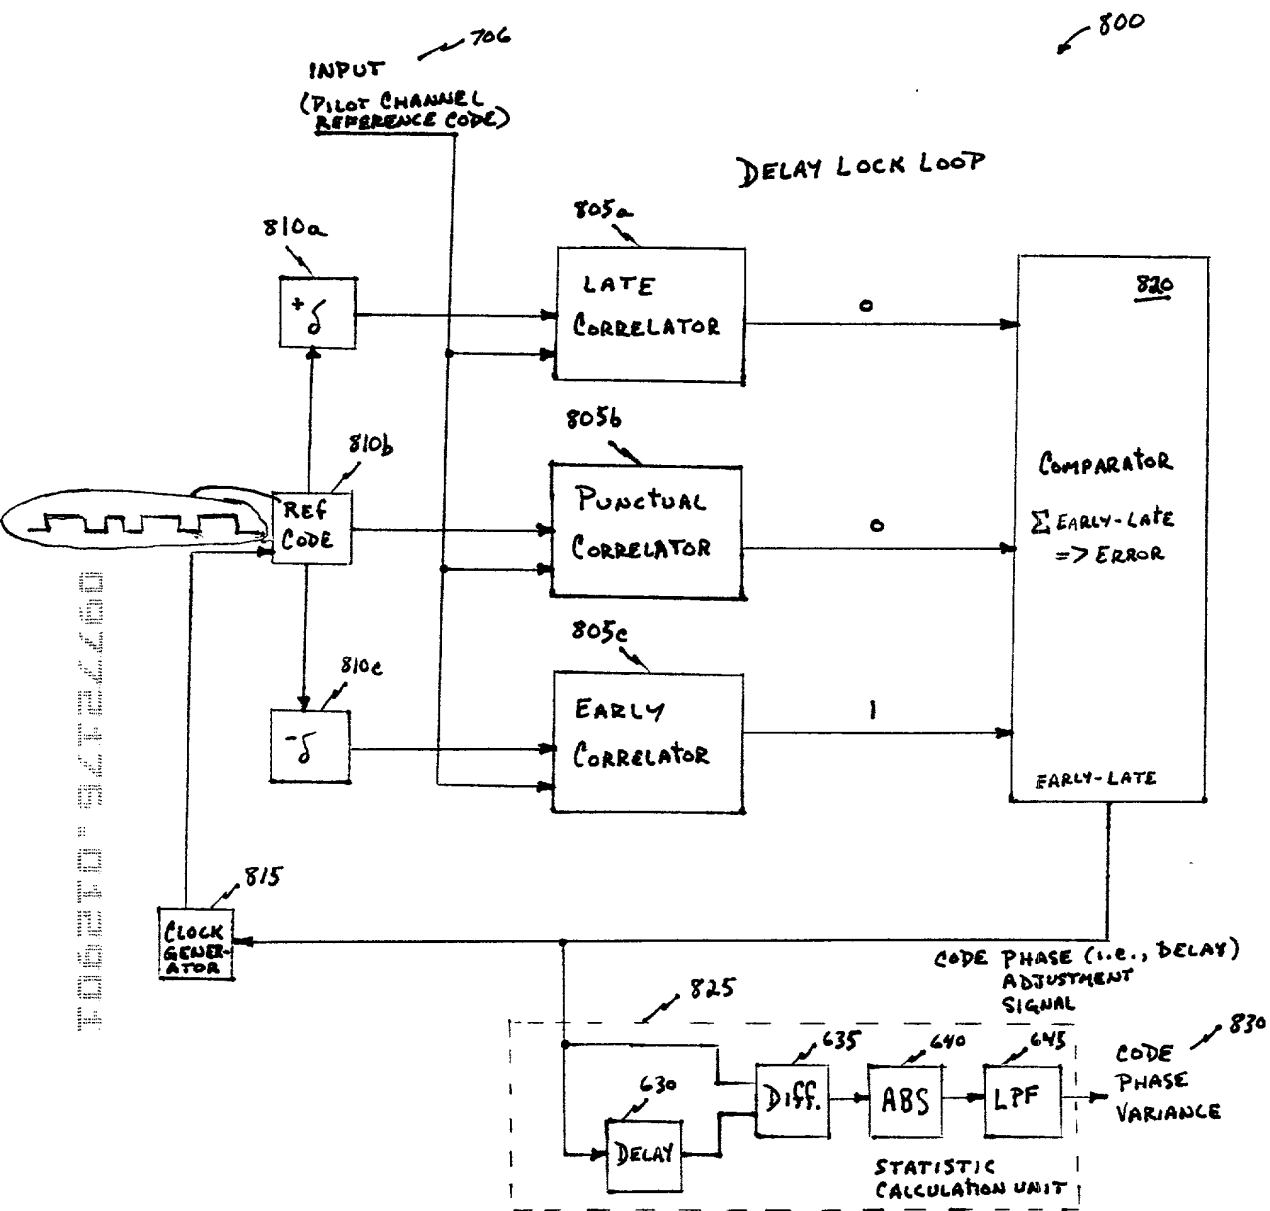 800
706
INPUT
(PILOT CHANNEL
REFERENCE CODE)
DELAY LOCK LOOP
810a
+δ
805a
LATE
CORRELATOR
0
820
810b
REF
CODE
805b
PUNCTUAL
CORRELATOR
0
COMPARATOR
Σ EARLY-LATE
=> ERROR
810c
-δ
805c
EARLY
CORRELATOR
1
EARLY-LATE
09772176.012901
815
CLOCK
GENER-
ATOR
CODE PHASE (i.e., DELAY)
ADJUSTMENT
SIGNAL
825
630
DELAY
635
DIFF.
640
ABS
645
LPF
830
CODE
PHASE
VARIANCE
STATISTIC
CALCULATION UNIT